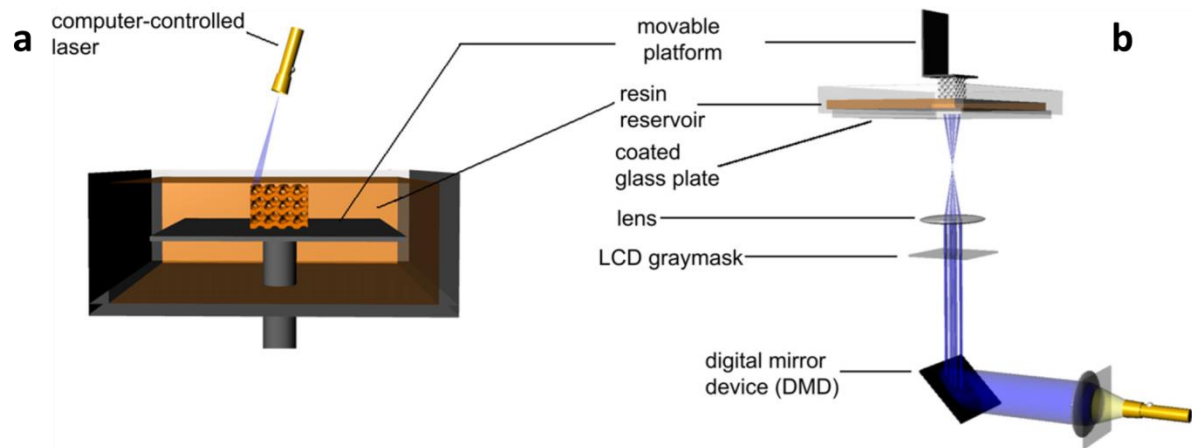 a
computer-controlled
laser
movable
platform
resin
reservoir
coated
glass plate
lens
LCD graymask
digital mirror
device (DMD)
b